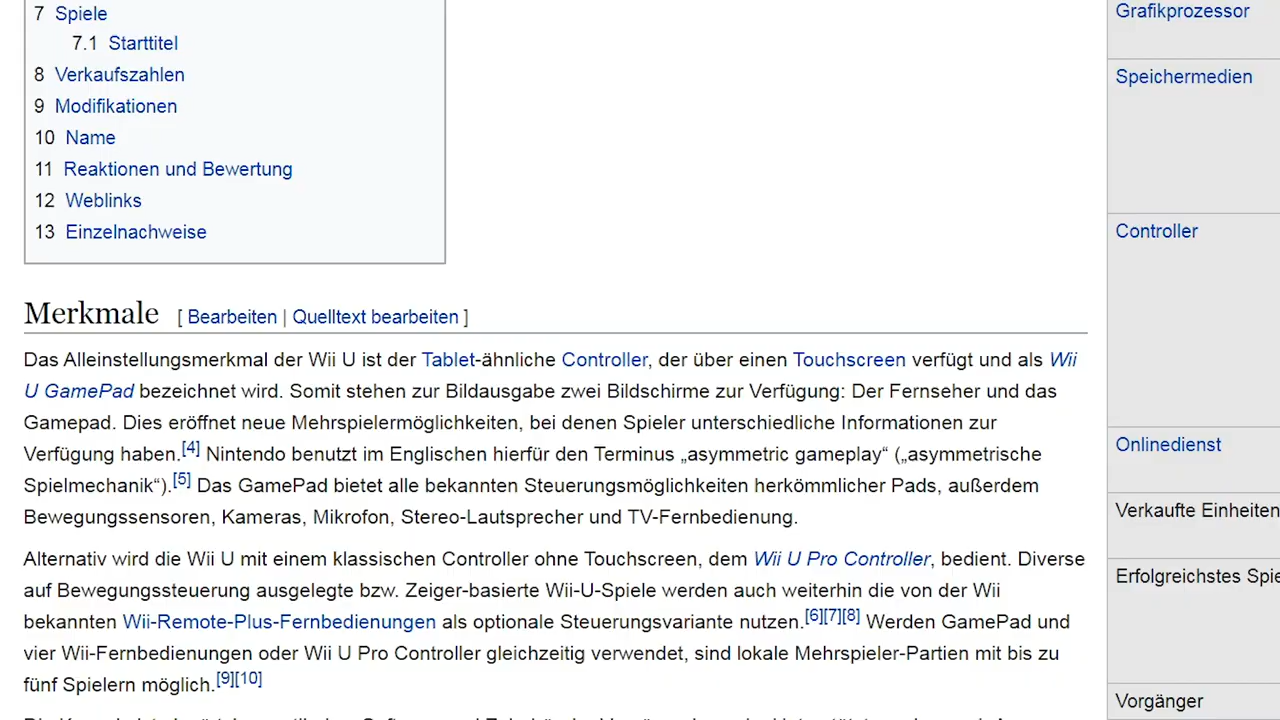 7 Spiele
7.1 Starttitel
8 Verkaufszahlen
9 Modifikationen
10 Name
11 Reaktionen und Bewertung
12 Weblinks
13 Einzelnachweise
Merkmale [ Bearbeiten | Quelltext bearbeiten ]
Das Alleinstellungsmerkmal der Wii U ist der Tablet-ähnliche Controller, der über einen Touchscreen verfügt und als Wii
U GamePad bezeichnet wird. Somit stehen zur Bildausgabe zwei Bildschirme zur Verfügung: Der Fernseher und das
Gamepad. Dies eröffnet neue Mehrspielermöglichkeiten, bei denen Spieler unterschiedliche Informationen zur
Verfügung haben.[4] Nintendo benutzt im Englischen hierfür den Terminus „asymmetric gameplay“ („asymmetrische
Spielmechanik“).[5] Das GamePad bietet alle bekannten Steuerungsmöglichkeiten herkömmlicher Pads, außerdem
Bewegungssensoren, Kameras, Mikrofon, Stereo-Lautsprecher und TV-Fernbedienung.
Alternativ wird die Wii U mit einem klassischen Controller ohne Touchscreen, dem Wii U Pro Controller, bedient. Diverse
auf Bewegungssteuerung ausgelegte bzw. Zeiger-basierte Wii-U-Spiele werden auch weiterhin die von der Wii
bekannten Wii-Remote-Plus-Fernbedienungen als optionale Steuerungsvariante nutzen.[6][7][8] Werden GamePad und
vier Wii-Fernbedienungen oder Wii U Pro Controller gleichzeitig verwendet, sind lokale Mehrspieler-Partien mit bis zu
fünf Spielern möglich.[9][10]
Grafikprozessor
Speichermedien
Controller
Onlinedienst
Verkaufte Einheiten
Erfolgreichstes Spie
Vorgänger